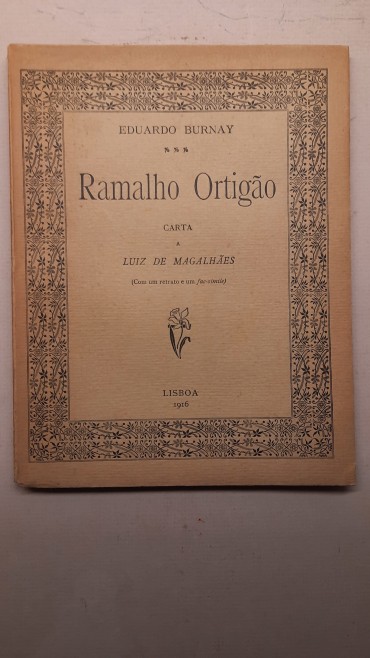 EDUARDO BURNAY
Ramalho Ortigão
CARTA
A
LUIZ DE MAGALHÃES
(Com um retrato e um fac-simile)
LISBOA
1916